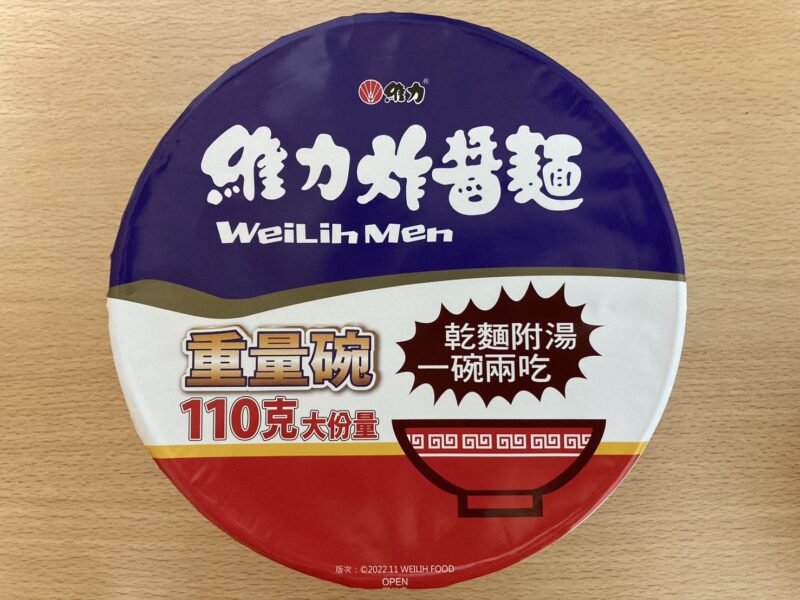 維力®
維力炸醬麵
WeiLih Men
重量碗
110克大份量
乾麵附湯
一碗兩吃
版次：©2022.11 WEILIH FOOD
OPEN